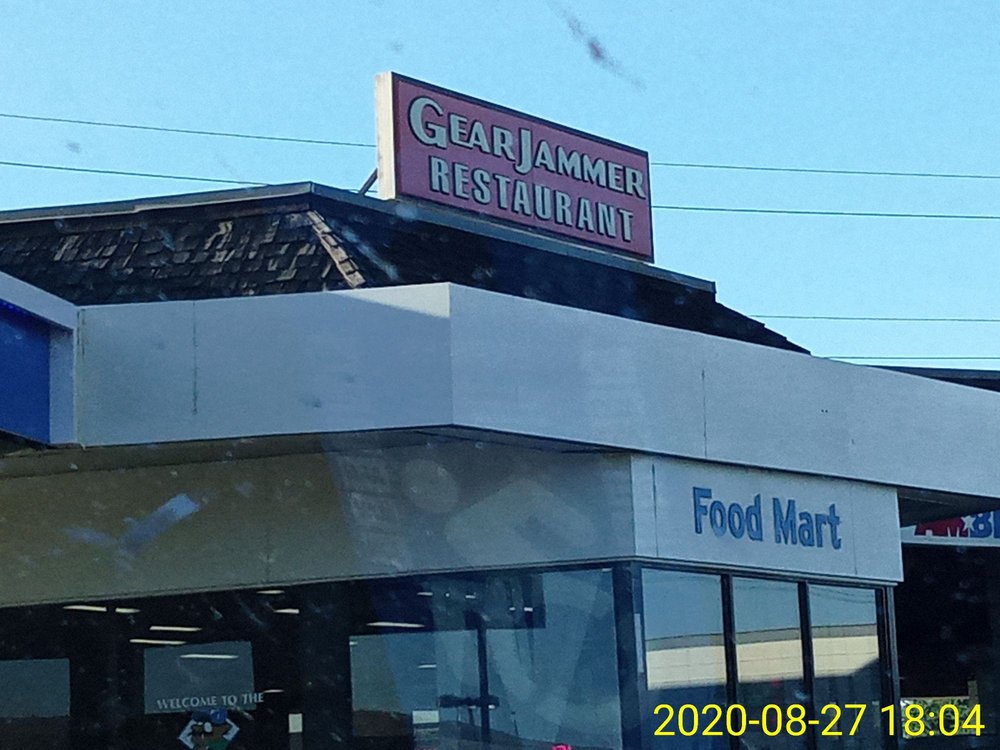 GEARJAMMER
RESTAURANT
Food Mart
WELCOME TO THE
2020-08-27 18:04